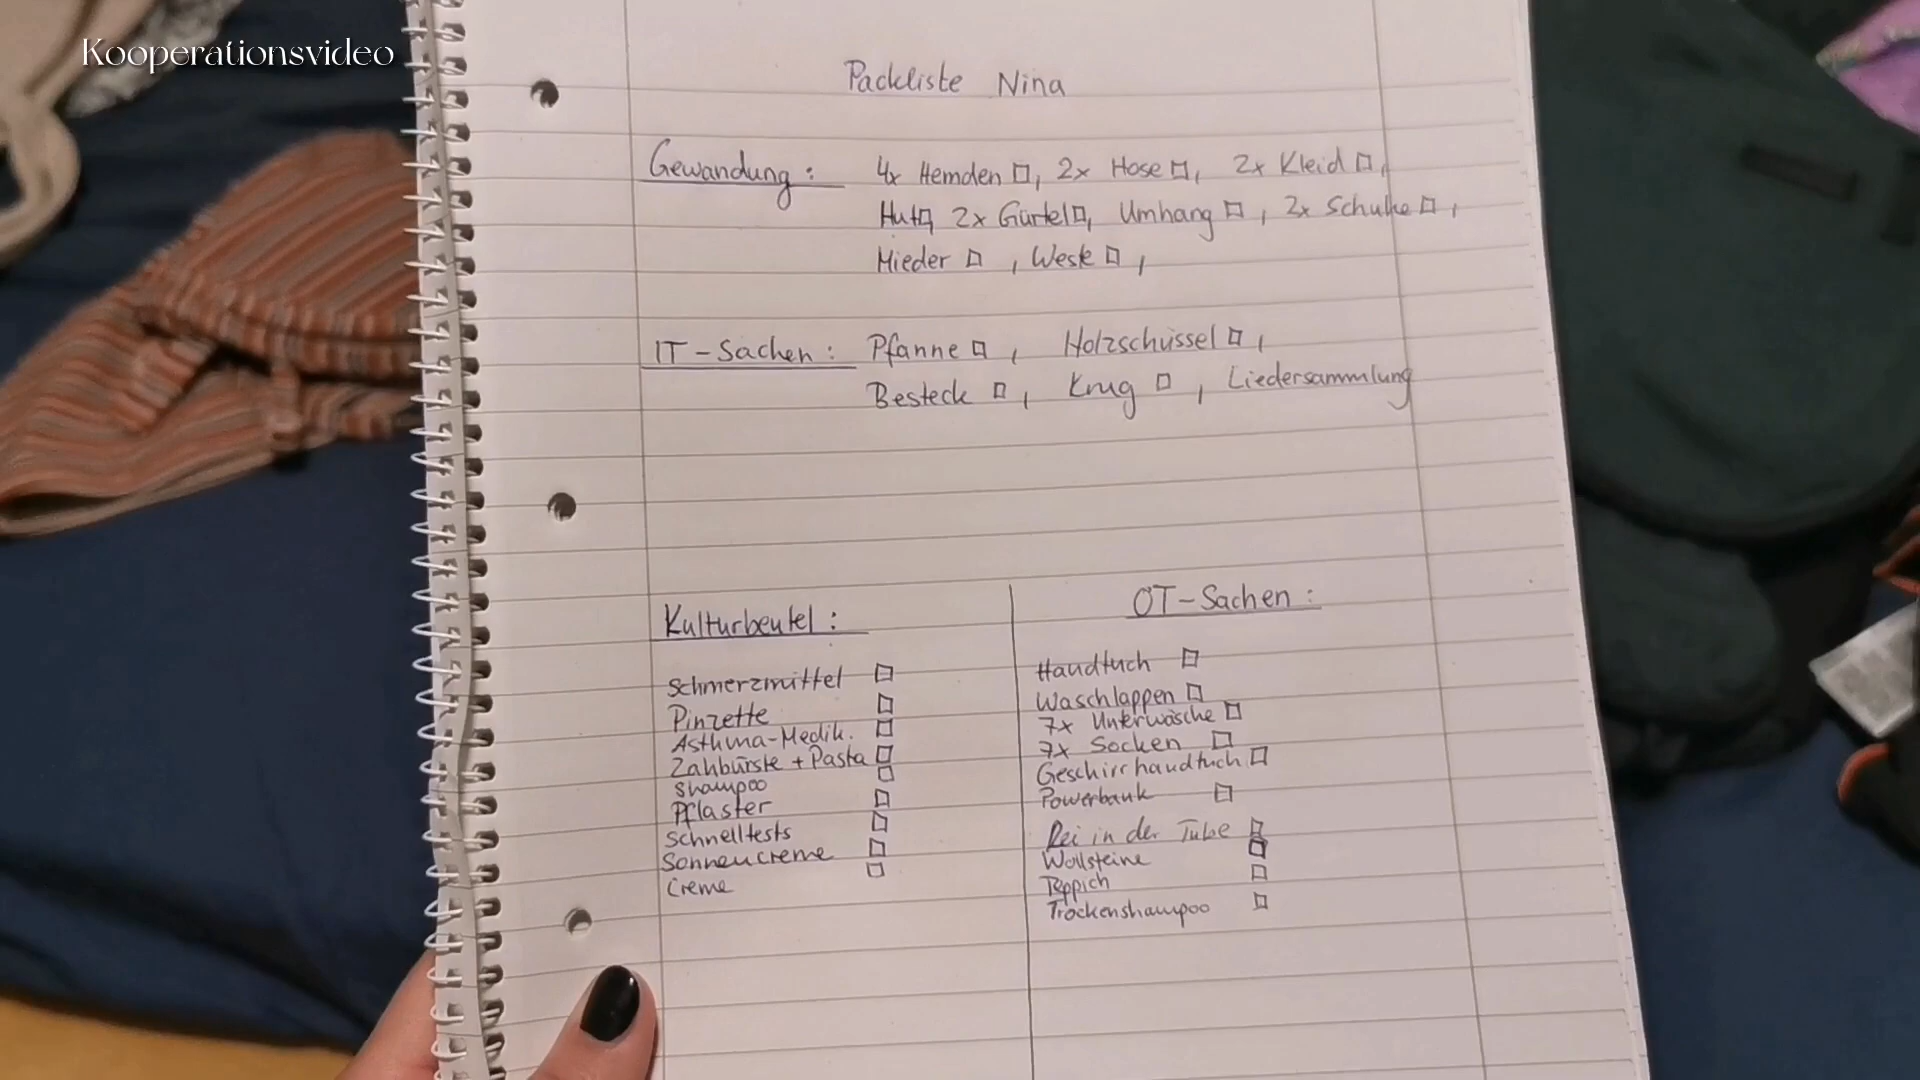 Kooperationsvideo
Packliste Nina
Gewandung: 4x Hemden ☐, 2x Hose ☐, 2x Kleid ☐,
Hut ☐, 2x Gürtel ☐, Umhang ☐, 2x Schuhe ☐,
Mieder ☐, Weste ☐,
IT-Sachen: Pfanne ☐, Holzschüssel ☐,
Besteck ☐, Krug ☐, Liedersammlung
Kulturbeutel:
Schmerzmittel ☐
Pinzette ☐
Asthma-Medik. ☐
Zahbürste + Pasta ☐
Shampoo ☐
Pflaster ☐
Schnelltests ☐
Sonnencreme ☐
Creme ☐
OT-Sachen:
Handtuch ☐
Waschlappen ☐
7x Unterwäsche ☐
7x Socken ☐
Geschirrhandtuch ☐
Powerbank ☐
Rei in der Tube ☐
Wollsteine ☐
Teppich ☐
Trockenshampoo ☐